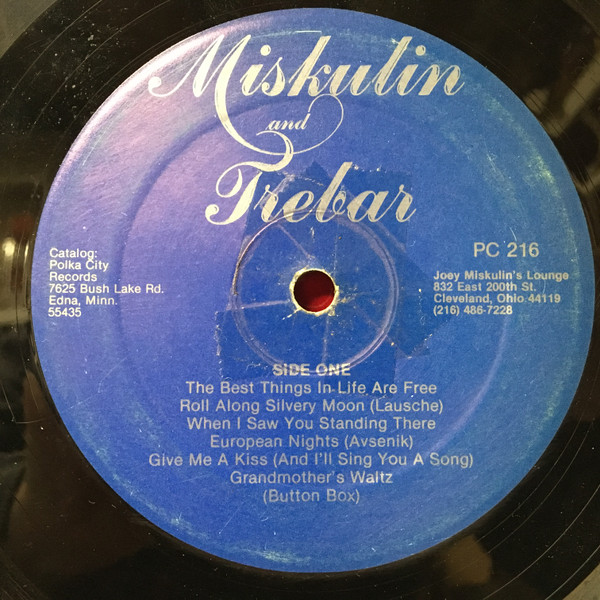 Miskulin
and
Trebar
Catalog:
Polka City
Records
7625 Bush Lake Rd.
Edna, Minn.
55435
PC 216
Joey Miskulin's Lounge
832 East 200th St.
Cleveland, Ohio 44119
(216) 486-7228
SIDE ONE
The Best Things In Life Are Free
Roll Along Silvery Moon (Lausche)
When I Saw You Standing There
European Nights (Avsenik)
Give Me A Kiss (And I'll Sing You A Song)
Grandmother's Waltz
(Button Box)